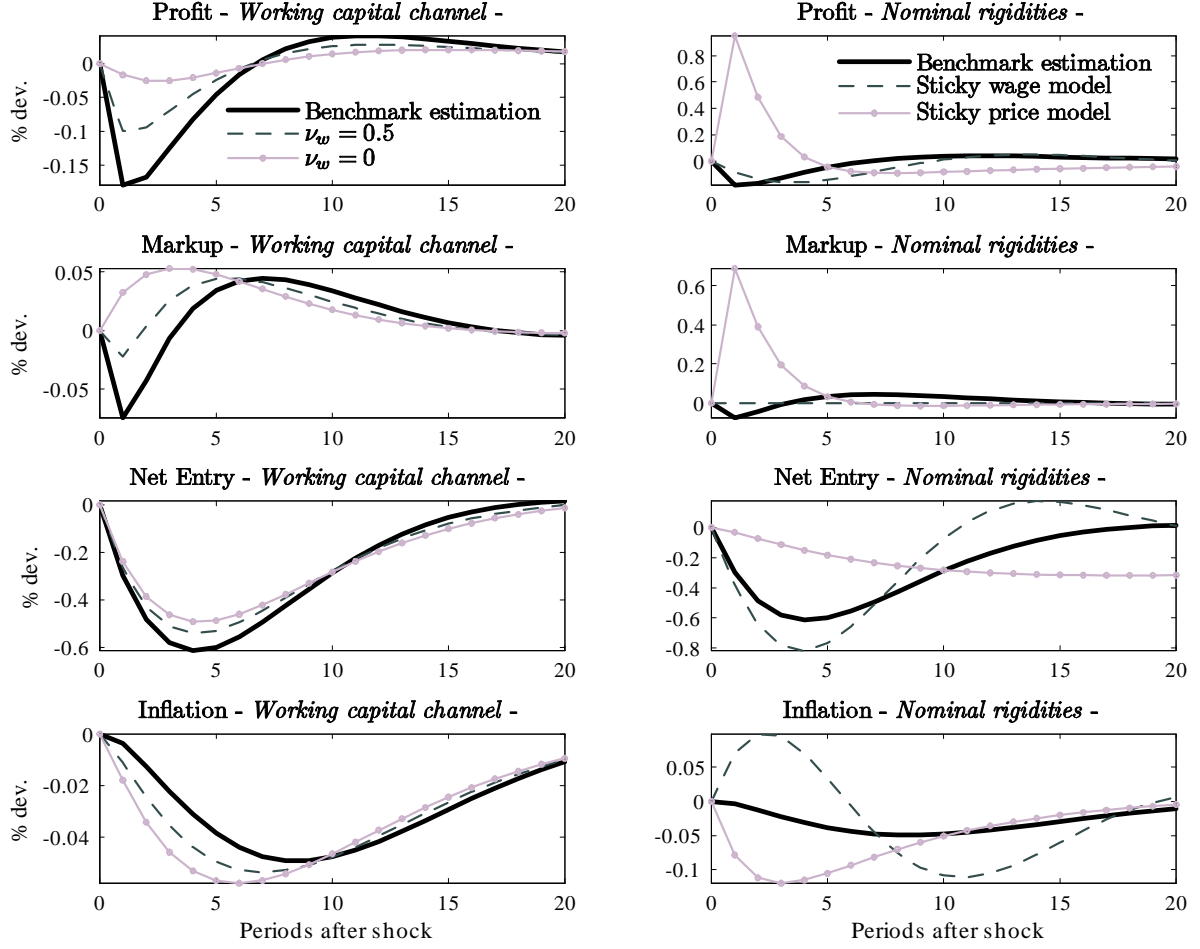 Profit - Working capital channel -
0
-0.05
-0.1
-0.15
% dev.
Benchmark estimation
ν_w = 0.5
ν_w = 0
0 5 10 15 20
Profit - Nominal rigidities -
0.8
0.6
0.4
0.2
0
Benchmark estimation
Sticky wage model
Sticky price model
0 5 10 15 20
Markup - Working capital channel -
0.05
0
-0.05
% dev.
0 5 10 15 20
Markup - Nominal rigidities -
0.6
0.4
0.2
0
0 5 10 15 20
Net Entry - Working capital channel -
0
-0.2
-0.4
-0.6
% dev.
0 5 10 15 20
Net Entry - Nominal rigidities -
0
-0.2
-0.4
-0.6
-0.8
0 5 10 15 20
Inflation - Working capital channel -
0
-0.02
-0.04
% dev.
0 5 10 15 20
Periods after shock
Inflation - Nominal rigidities -
0.05
0
-0.05
-0.1
0 5 10 15 20
Periods after shock